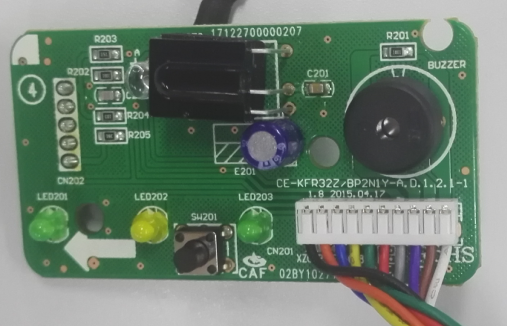 17122700000207
R203
R201
BUZZER
R202
C201
4
R204
R205
E201
CN202
CE-KFR32Z/BP2N1Y-A.D.1.2.1-1
1.8 2015.04.17
LED201
LED202
LED203
SW201
CN201
CAF